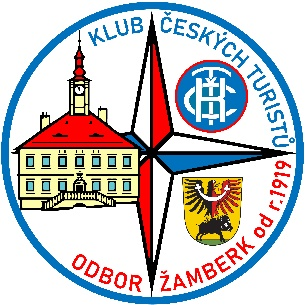 KLUB ČESKÝCH TURISTŮ
KČT
ODBOR ŽAMBERK od r.1919